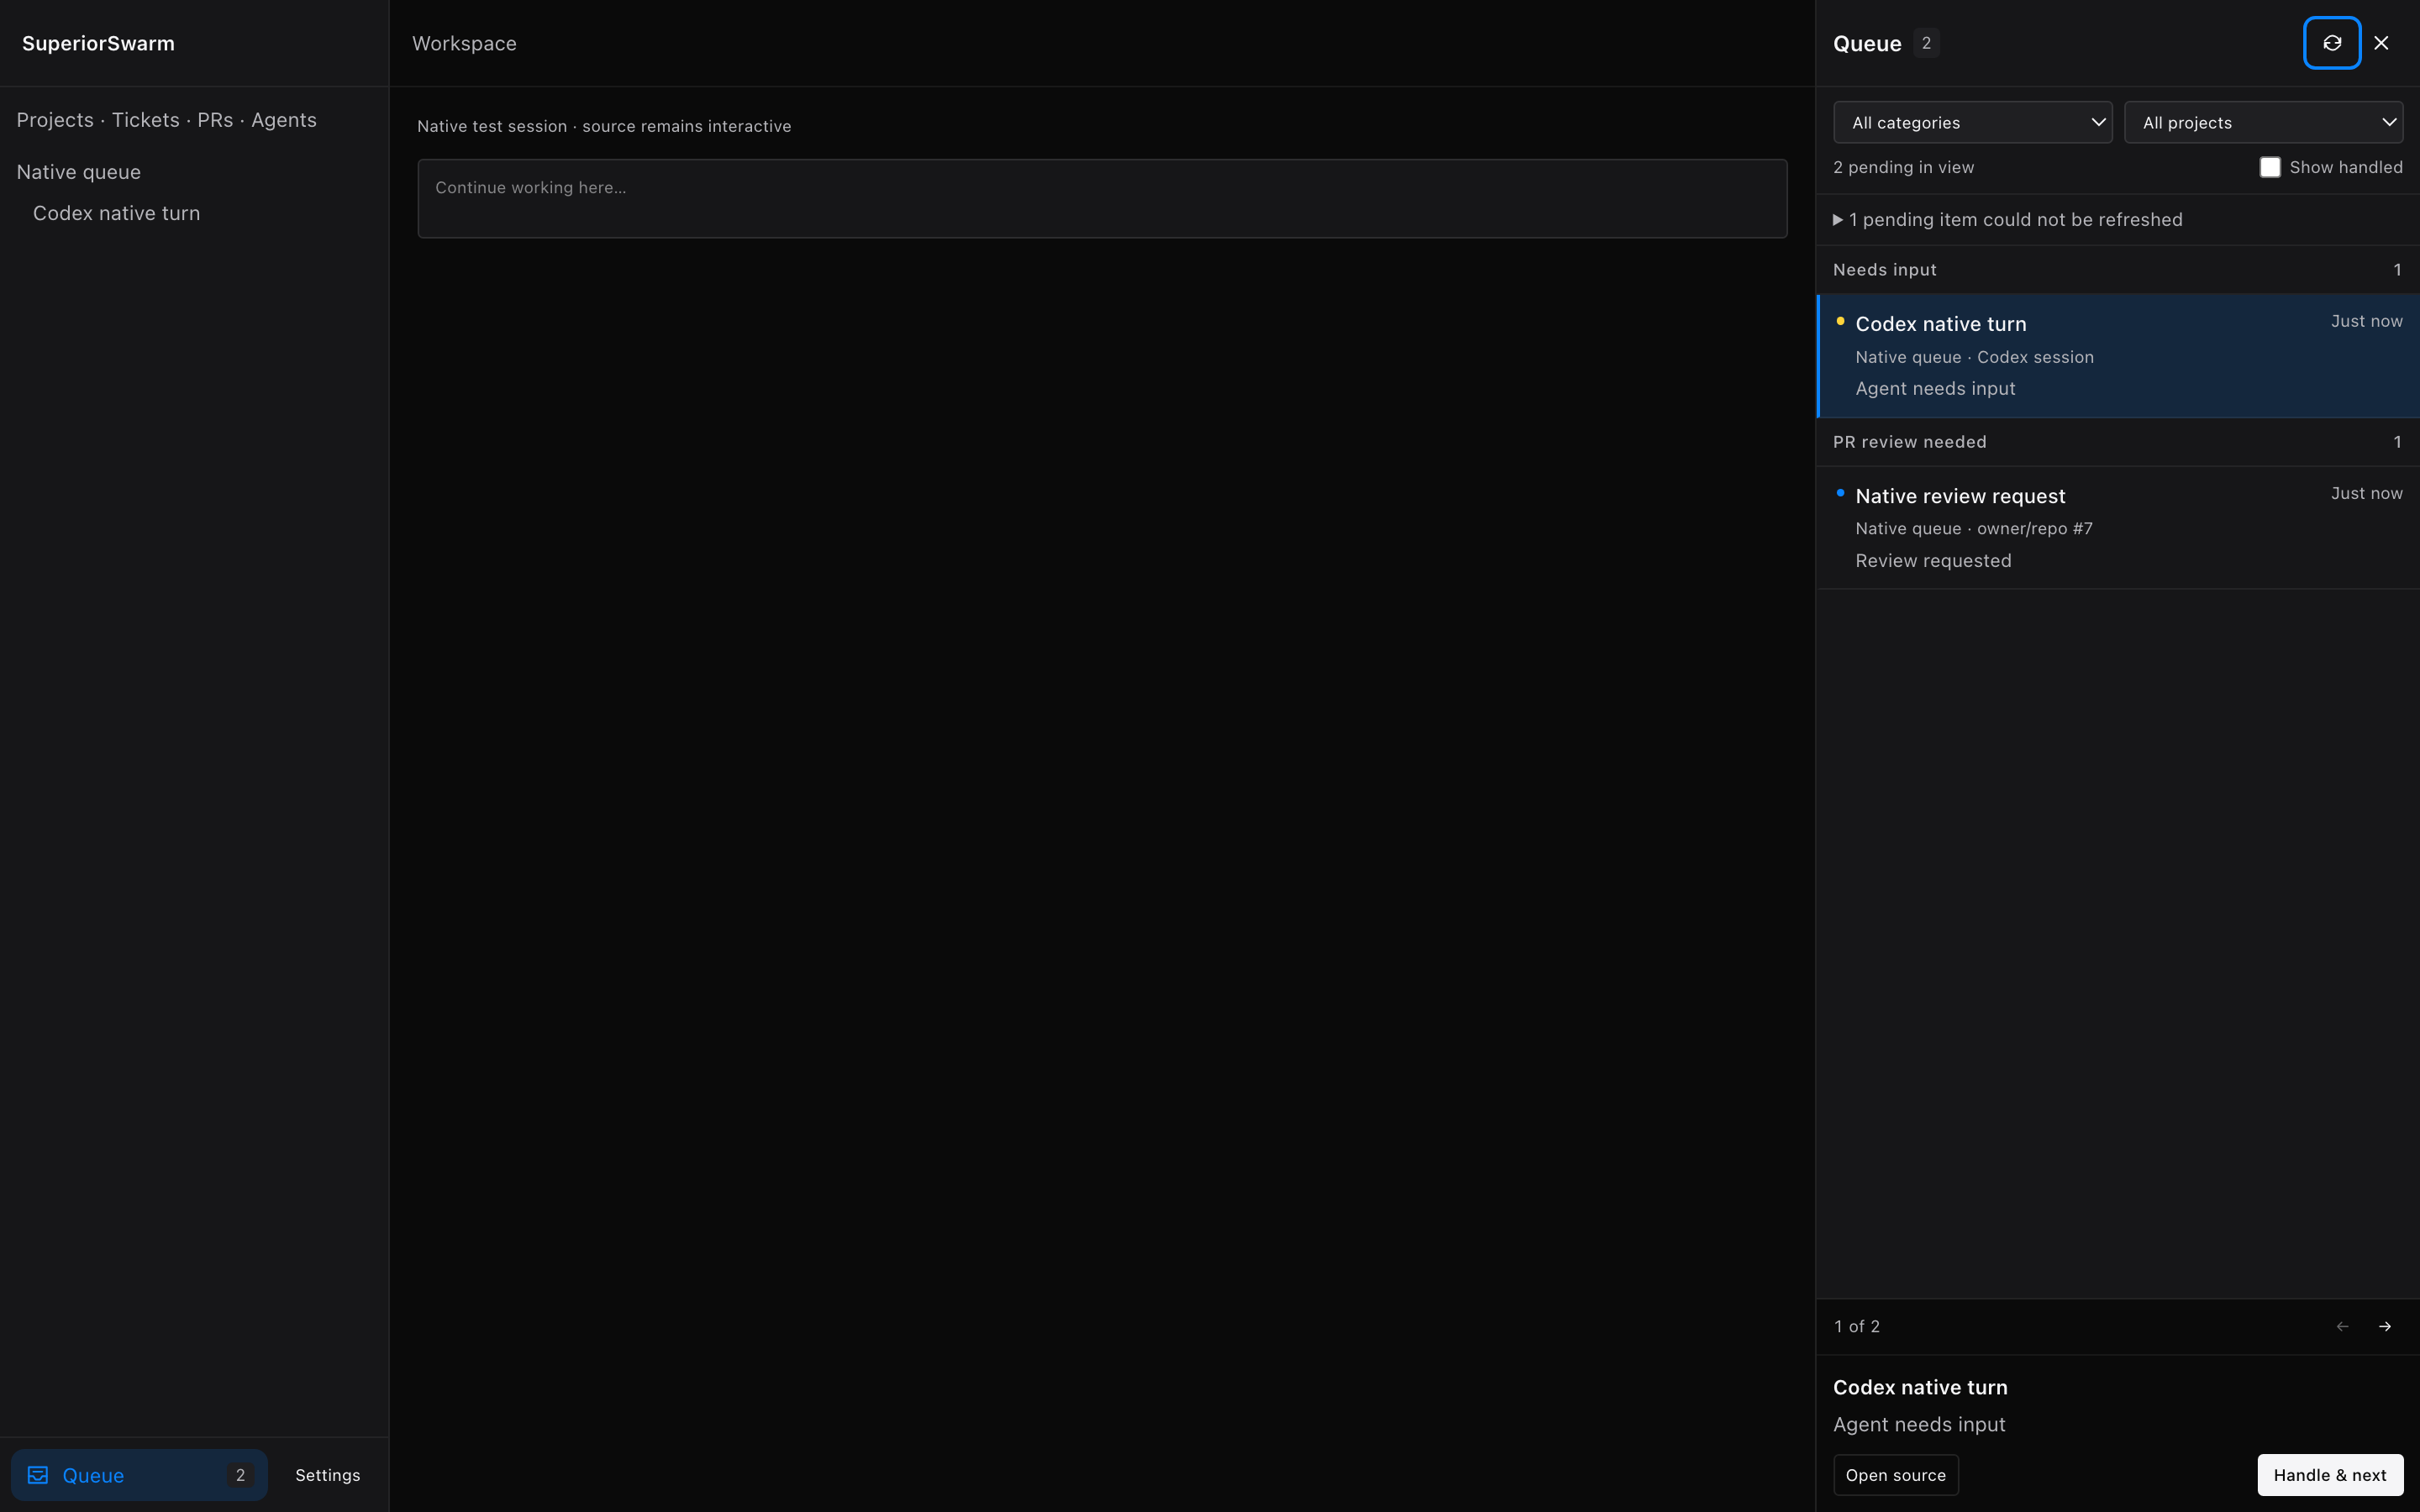 SuperiorSwarm
Projects · Tickets · PRs · Agents
Native queue
Codex native turn
Queue 2
Settings
Workspace
Native test session · source remains interactive
Continue working here...
Queue 2
All categories
All projects
2 pending in view
Show handled
1 pending item could not be refreshed
Needs input 1
Codex native turn Just now
Native queue · Codex session
Agent needs input
PR review needed 1
Native review request Just now
Native queue · owner/repo #7
Review requested
1 of 2
Codex native turn
Agent needs input
Open source
Handle & next